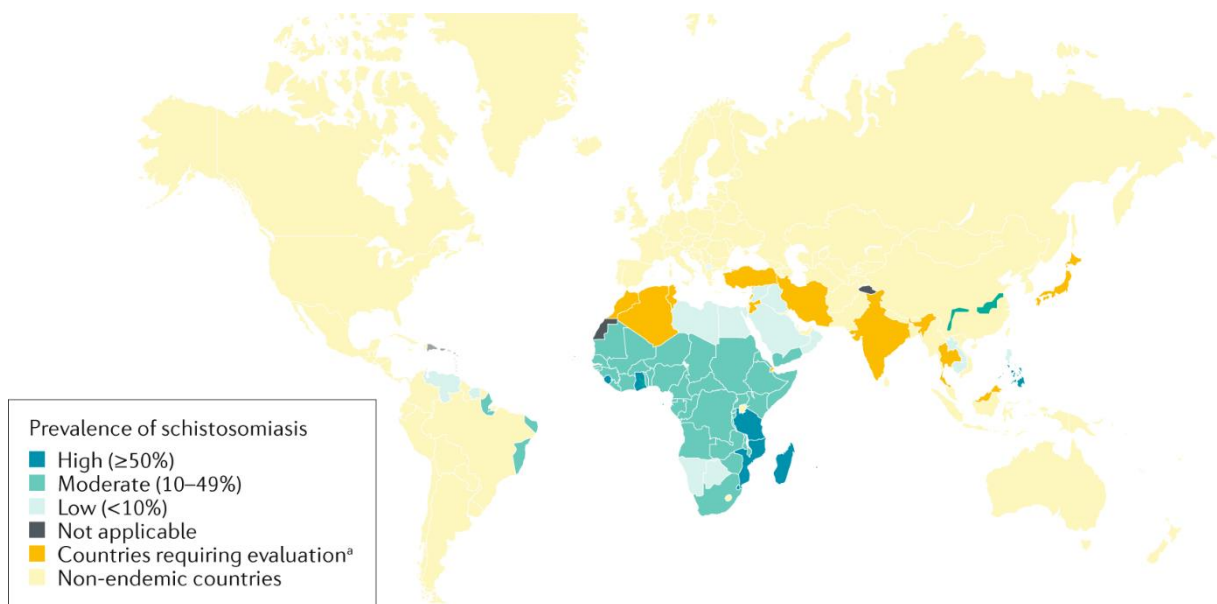 Prevalence of schistosomiasis
High (≥50%)
Moderate (10–49%)
Low (<10%)
Not applicable
Countries requiring evaluationª
Non-endemic countries